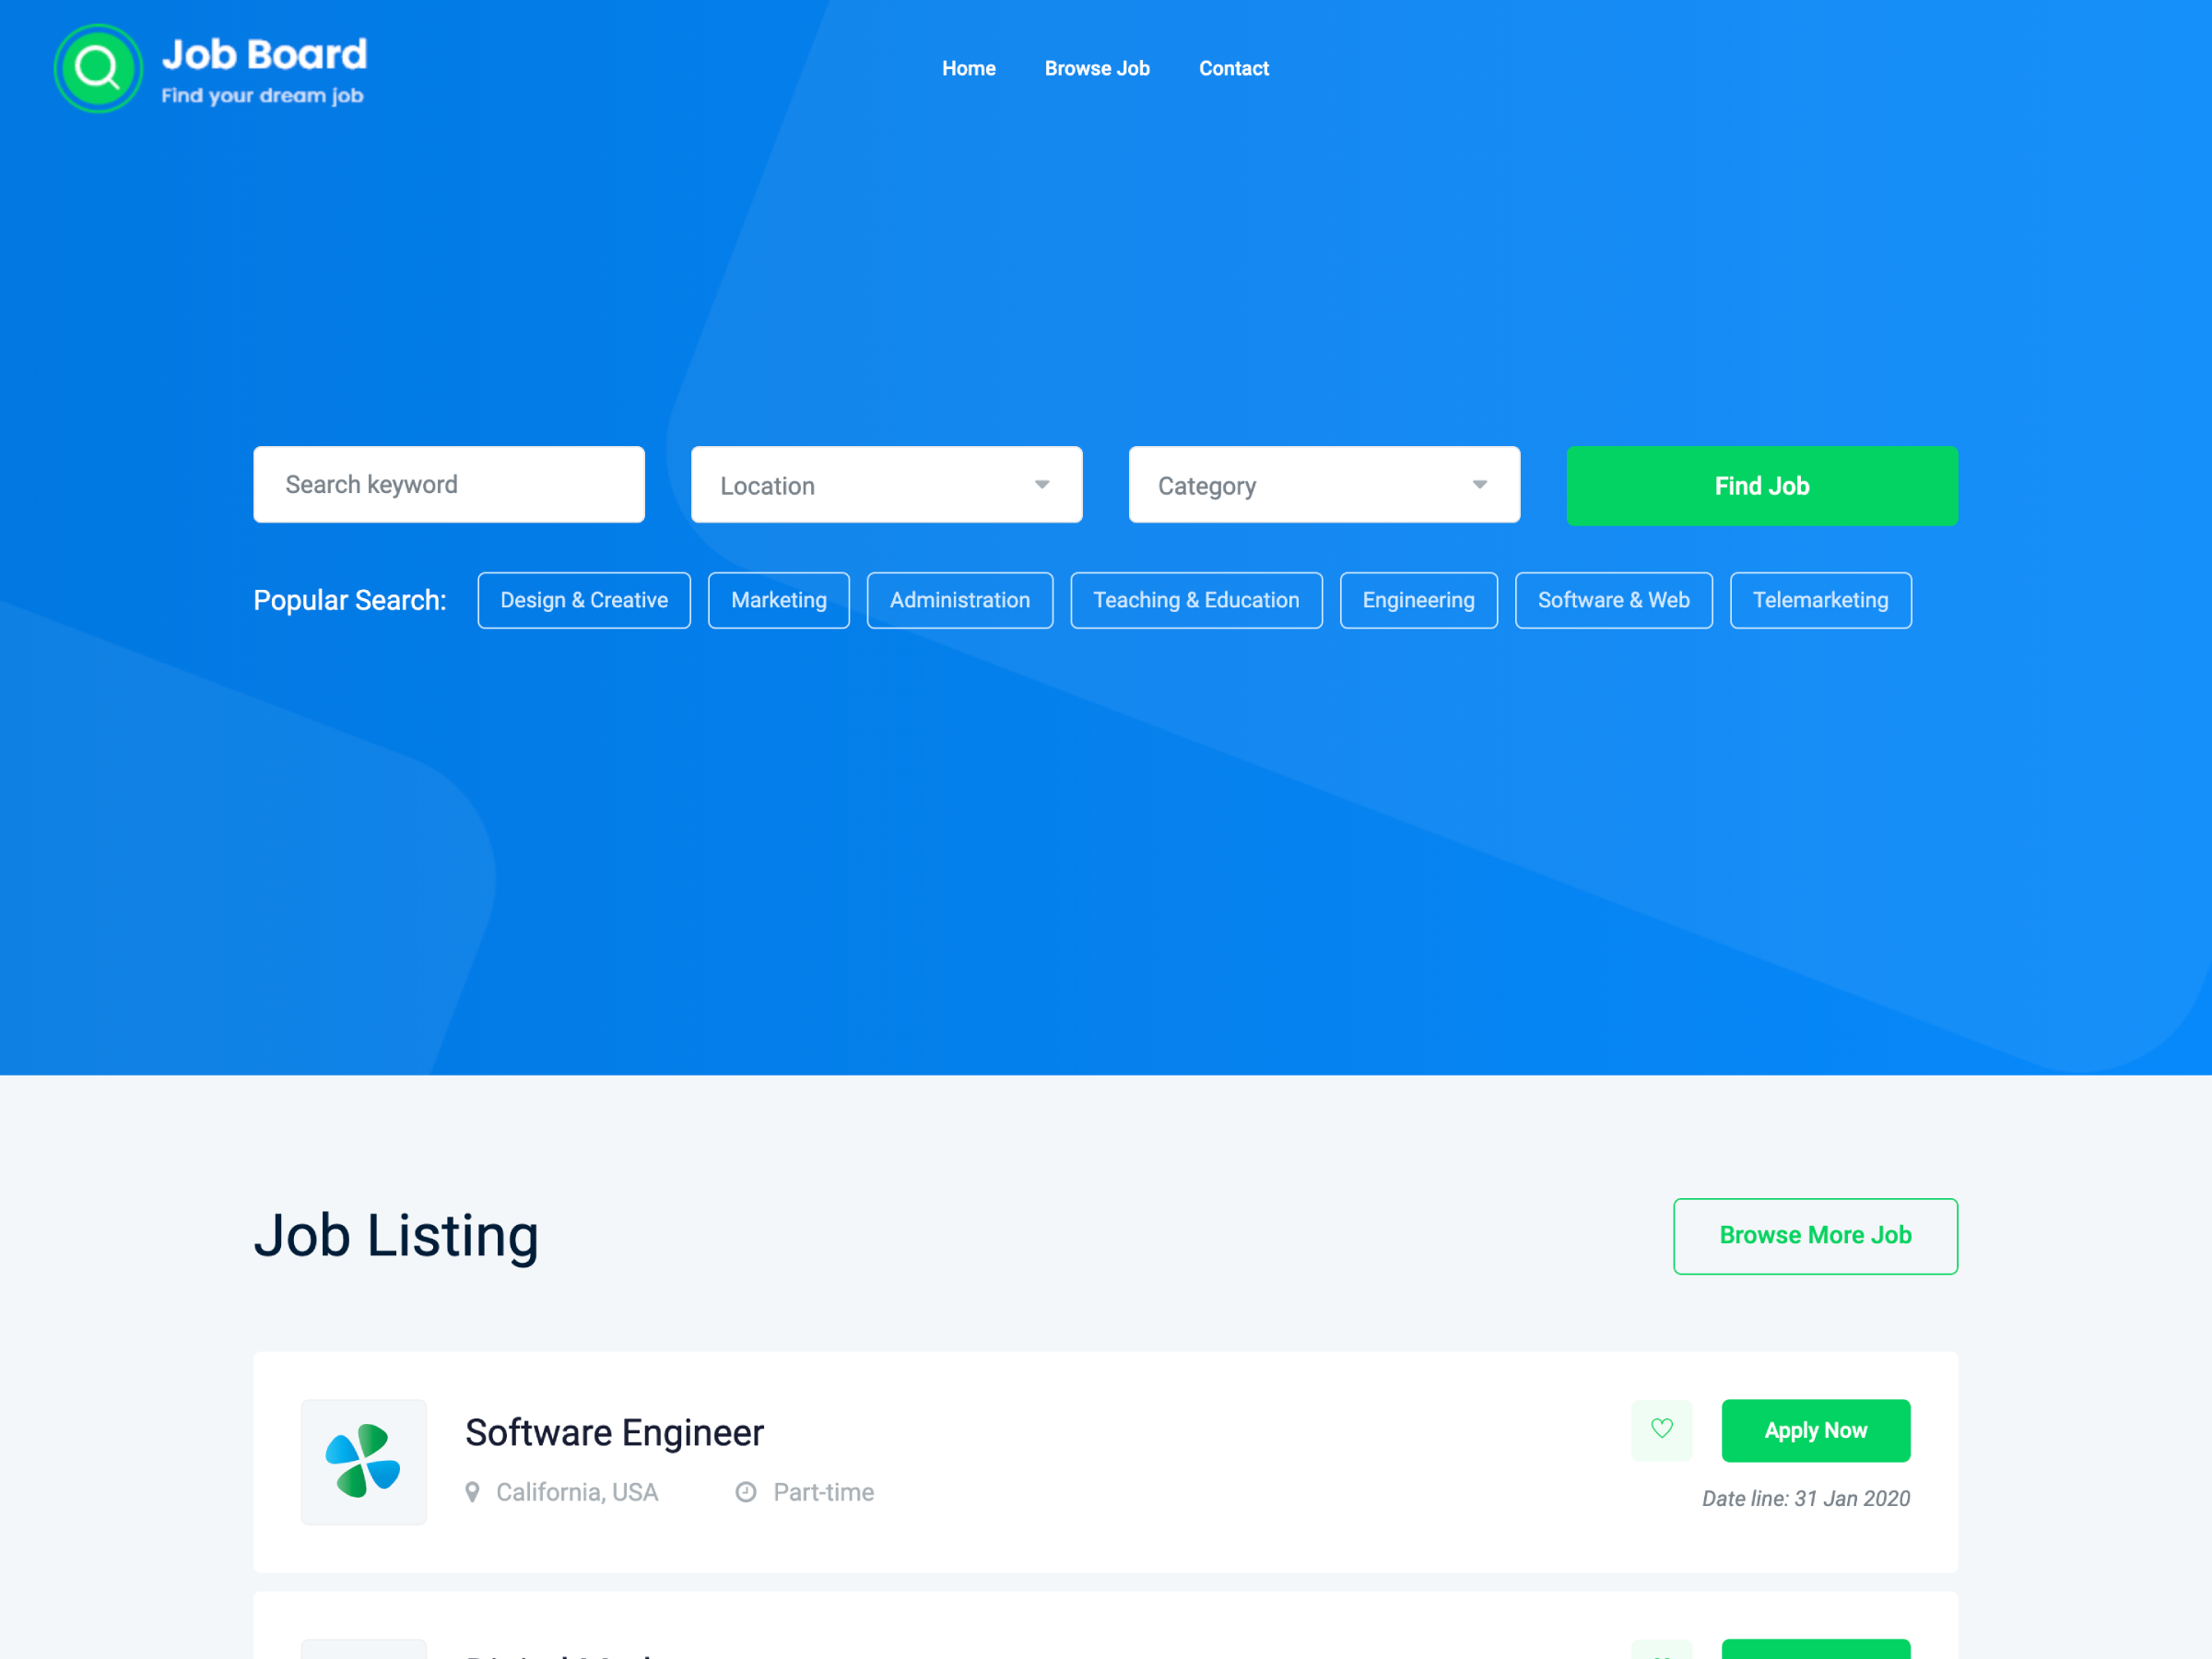 Job Board
Find your dream job
Home Browse Job Contact
Search keyword Location Category Find Job
Popular Search: Design & Creative Marketing Administration Teaching & Education Engineering Software & Web Telemarketing
Job Listing Browse More Job
Software Engineer Apply Now
California, USA Part-time Date line: 31 Jan 2020